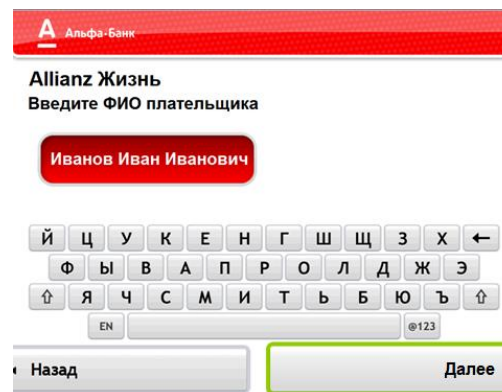 А Альфа-Банк
Allianz Жизнь
Введите ФИО плательщика
Иванов Иван Иванович
Й Ц У К Е Н Г Ш Щ З Х ←
Ф Ы В А П Р О Л Д Ж Э
⇧ Я Ч С М И Т Ь Б Ю Ъ ⇧
EN @123
Назад Далее